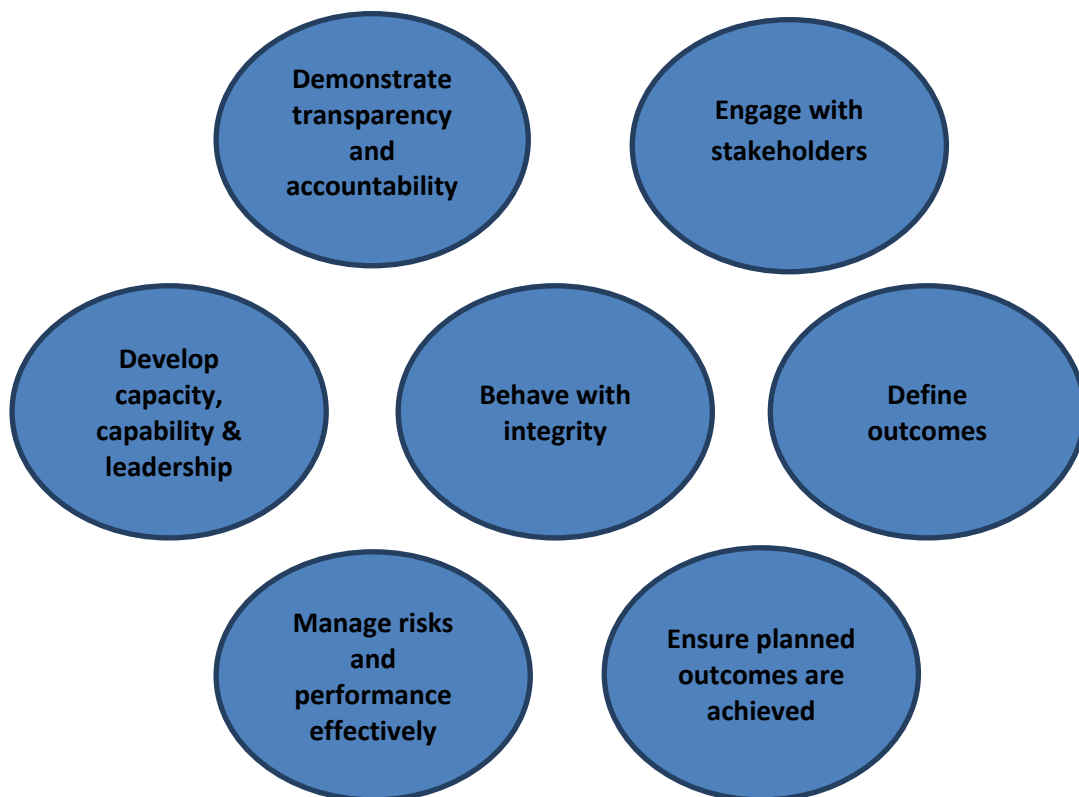 Demonstrate
transparency
and
accountability
Engage with
stakeholders
Develop
capacity,
capability &
leadership
Behave with
integrity
Define
outcomes
Manage risks
and
performance
effectively
Ensure planned
outcomes are
achieved